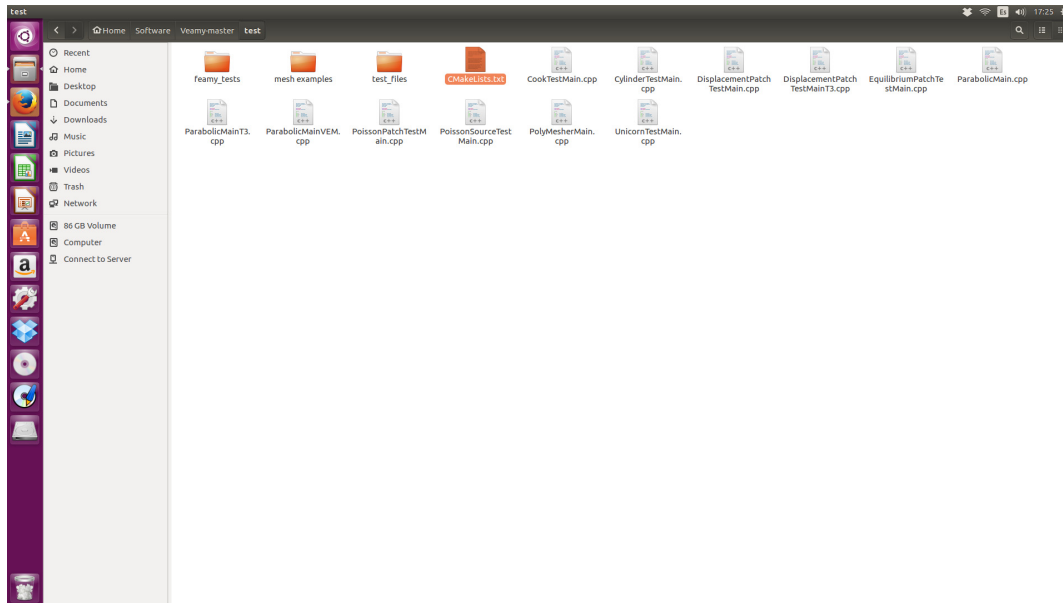 test
Es
17:25
Home Software Veamy-master test
Recent
Home
Desktop
Documents
Downloads
Music
Pictures
Videos
Trash
Network
86 GB Volume
Computer
Connect to Server
feamy_tests
mesh examples
test_files
CMakeLists.txt
CookTestMain.cpp
CylinderTestMain.
cpp
DisplacementPatch
TestMain.cpp
DisplacementPatch
TestMainT3.cpp
EquilibriumPatchTe
stMain.cpp
ParabolicMain.cpp
ParabolicMainT3.
cpp
ParabolicMainVEM.
cpp
PoissonPatchTestM
ain.cpp
PoissonSourceTest
Main.cpp
PolyMesherMain.
cpp
UnicornTestMain.
cpp